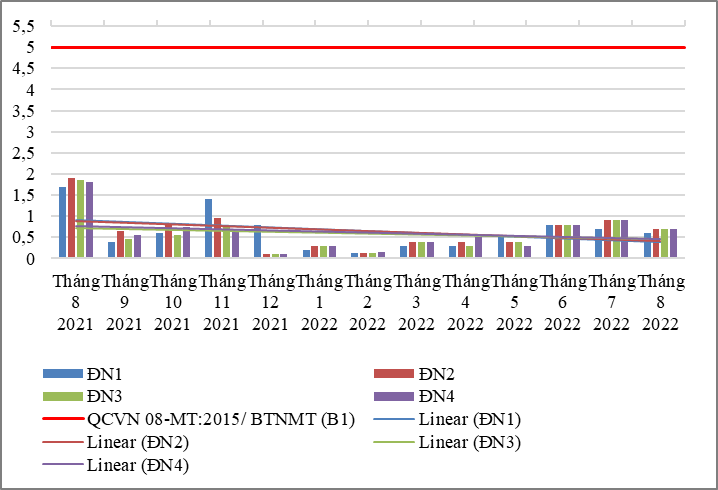 5,5
5
4,5
4
3,5
3
2,5
2
1,5
1
0,5
0
Tháng Tháng Tháng Tháng Tháng Tháng Tháng Tháng Tháng Tháng Tháng Tháng Tháng
8 9 10 11 12 1 2 3 4 5 6 7 8
2021 2021 2021 2021 2021 2022 2022 2022 2022 2022 2022 2022 2022
ĐN1 ĐN2
ĐN3 ĐN4
QCVN 08-MT:2015/ BTNMT (B1) Linear (ĐN1)
Linear (ĐN2) Linear (ĐN3)
Linear (ĐN4)